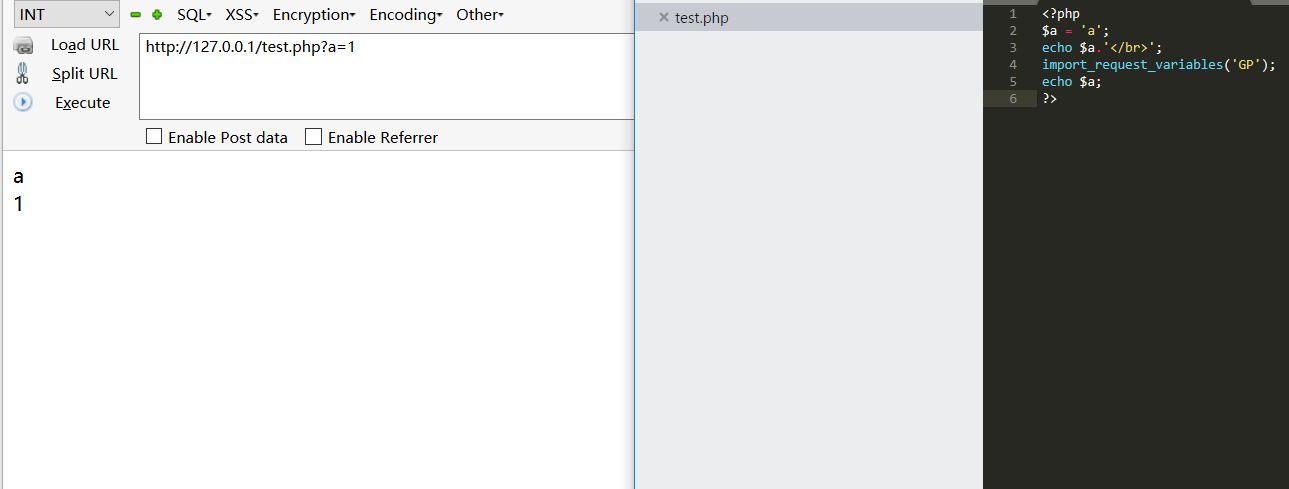 INT SQL XSS Encryption Encoding Other
Load URL http://127.0.0.1/test.php?a=1
Split URL
Execute
Enable Post data Enable Referrer
a
1
test.php
1 <?php
2 $a = 'a';
3 echo $a.'</br>';
4 import_request_variables('GP');
5 echo $a;
6 ?>